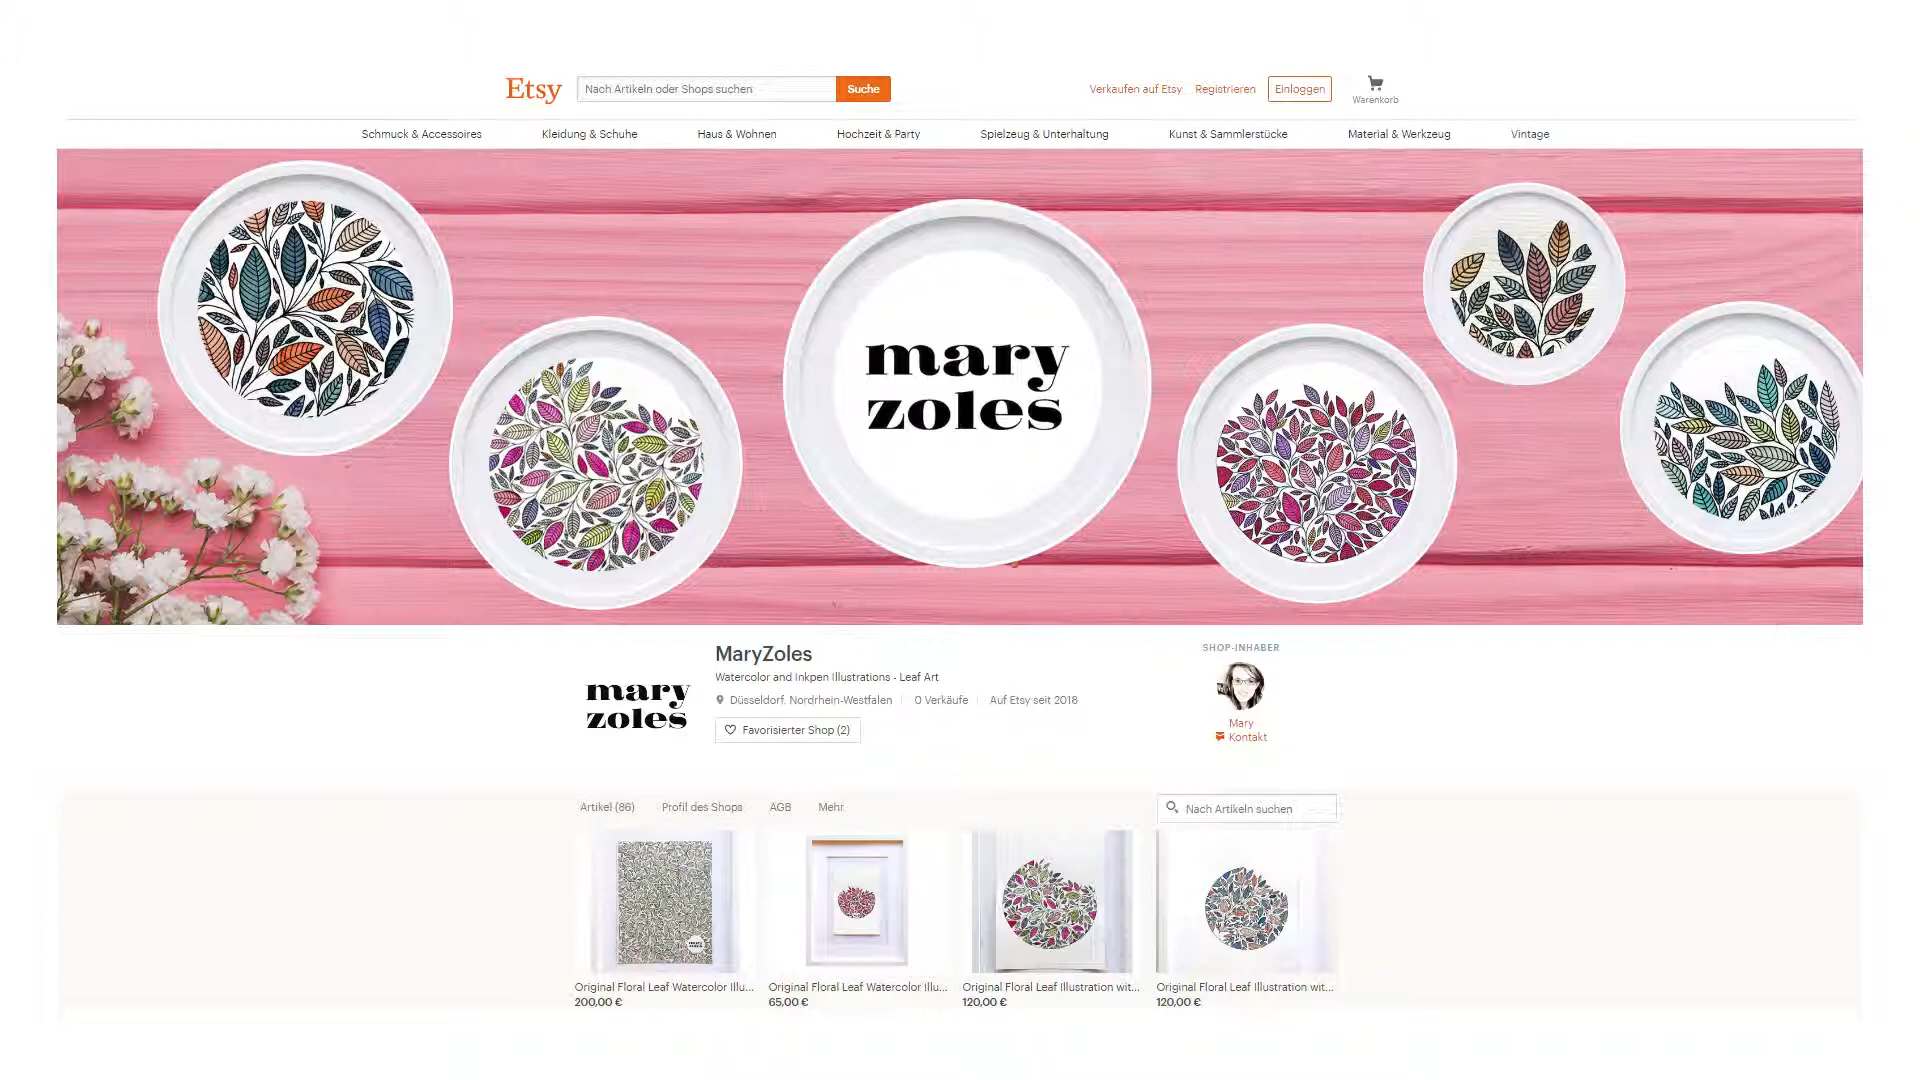 Etsy
Nach Artikeln oder Shops suchen
Suche
Verkaufen auf Etsy
Registrieren
Einloggen
Warenkorb
Schmuck & Accessoires
Kleidung & Schuhe
Haus & Wohnen
Hochzeit & Party
Spielzeug & Unterhaltung
Kunst & Sammlerstücke
Material & Werkzeug
Vintage
mary
zoles
mary
zoles
MaryZoles
Watercolor and Inkpen Illustrations - Leaf Art
Düsseldorf, Nordrhein-Westfalen
0 Verkäufe
Auf Etsy seit 2018
Favorisierter Shop (2)
SHOP-INHABER
Mary
Kontakt
Artikel (86)
Profil des Shops
AGB
Mehr
Nach Artikeln suchen
Original Floral Leaf Watercolor Illu...
200,00 €
Original Floral Leaf Watercolor Illu...
65,00 €
Original Floral Leaf Illustration wit...
120,00 €
Original Floral Leaf Illustration wit...
120,00 €